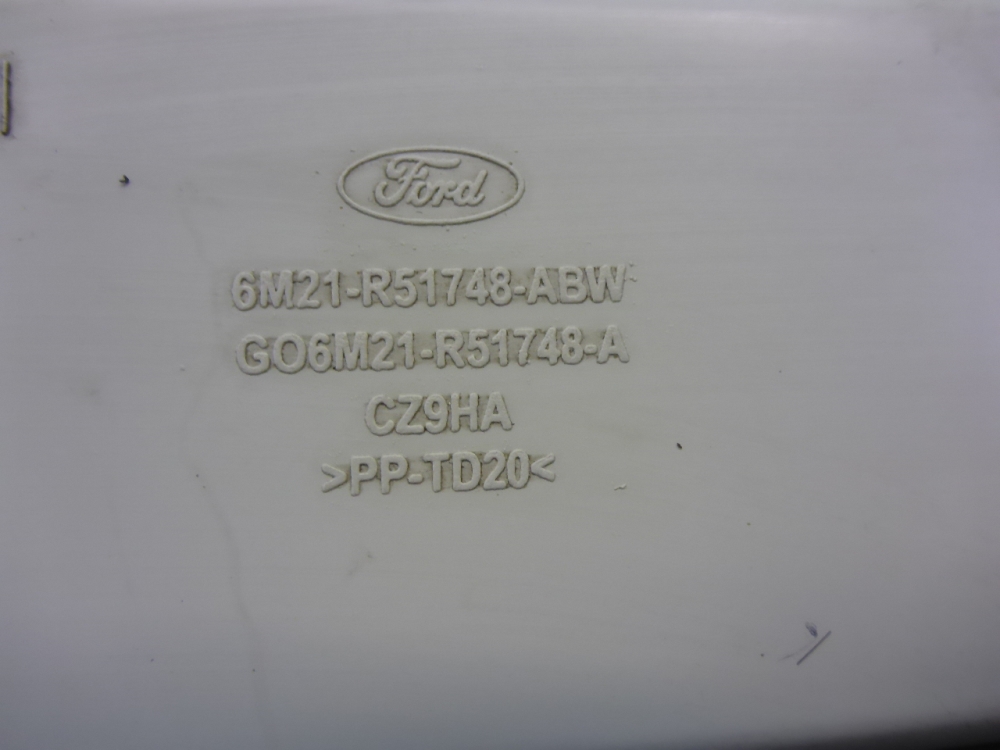 Ford
6M21-R51748-ABW
GO6M21-R51748-A
CZ9HA
>PP-TD20<